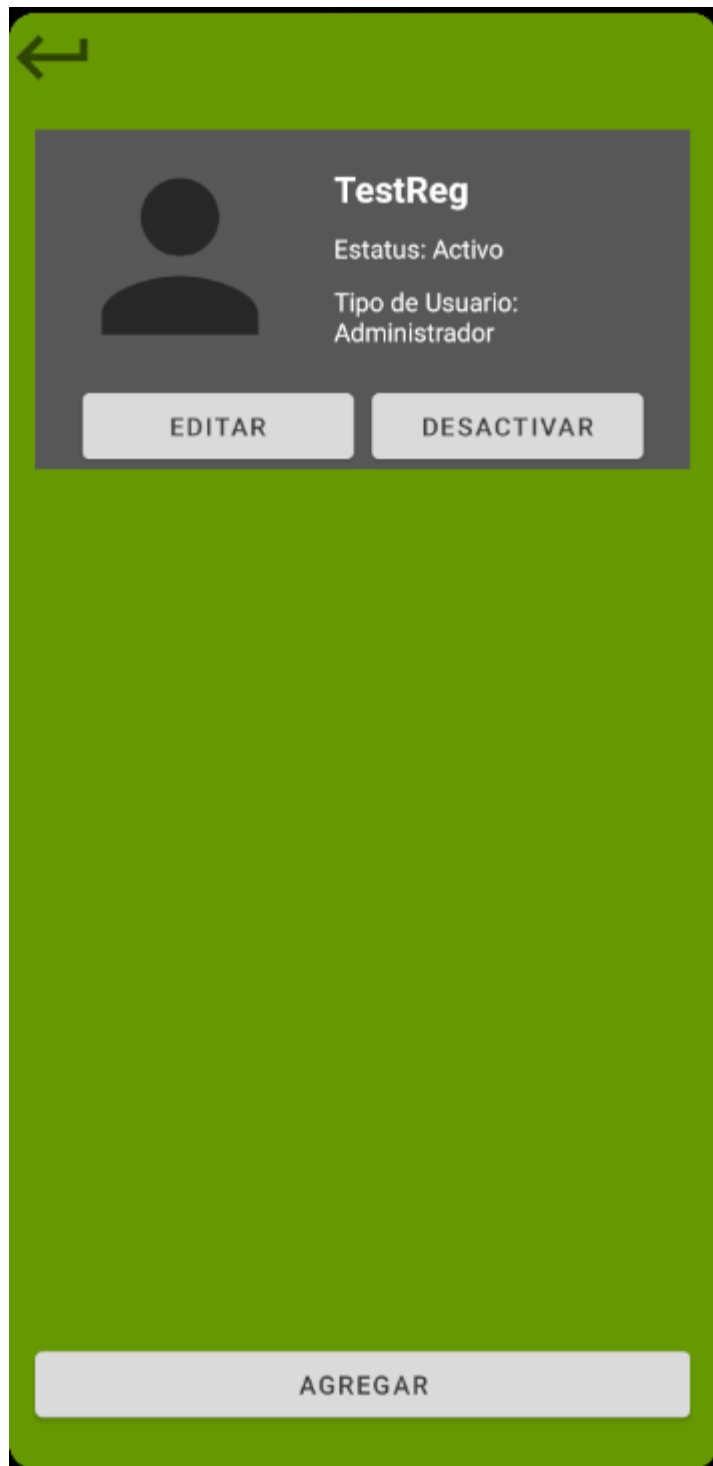 TestReg
Estatus: Activo
Tipo de Usuario:
Administrador
EDITAR
DESACTIVAR
AGREGAR